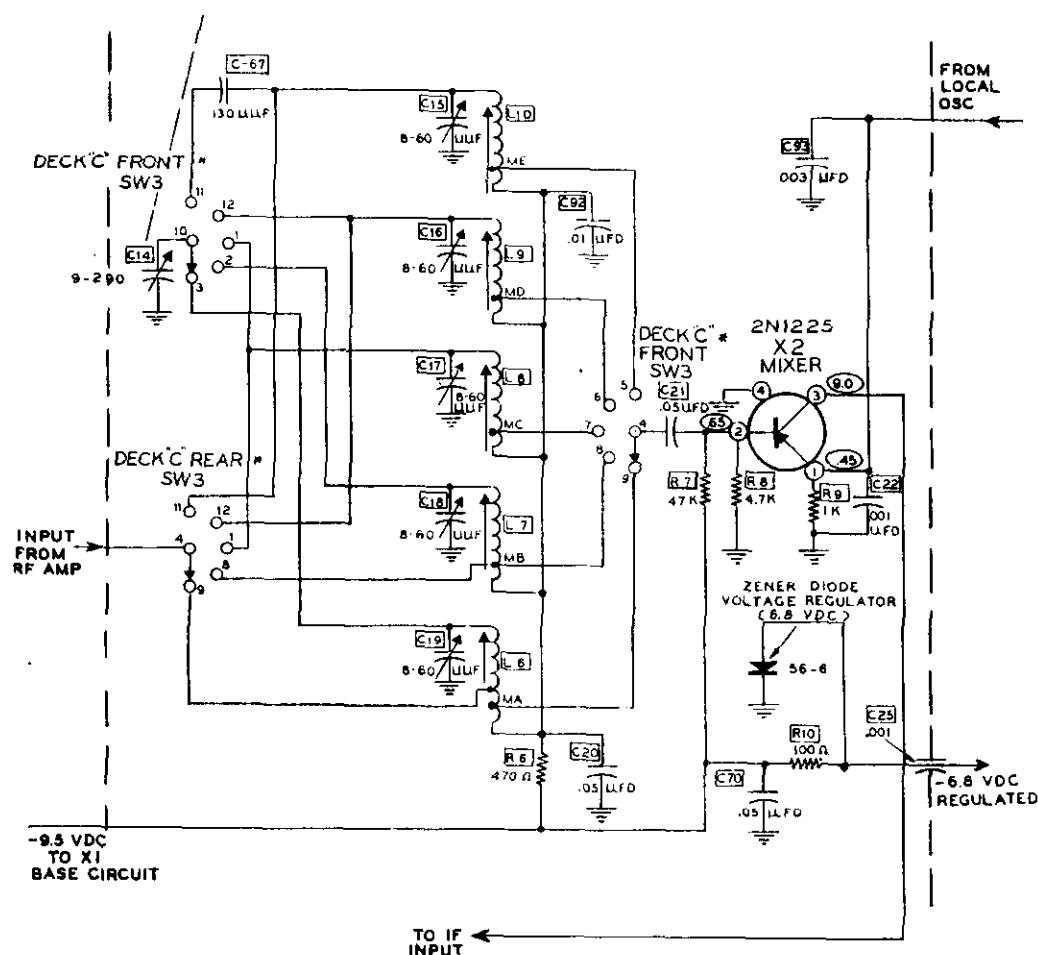 C-67
130 UUF
FROM
LOCAL
OSC
C15
8-60
UUF
L10
ME
C93
.003 UFD
DECK "C" FRONT *
SW3
11
12
10
1
2
3
C14
9-290
C92
.01 UFD
C16
8-60
UUF
L9
MD
DECK "C" *
FRONT
SW3
2N1225
X2
MIXER
C17
8-60
UUF
L8
MC
5
6
7
4
8
9
C21
.05UFD
4
3
9.0
.65
2
1
.45
R7
47K
R8
4.7K
R9
1K
C22
.001
UFD
DECK "C" REAR *
SW3
11
12
4
1
8
9
INPUT
FROM
RF AMP
C18
8-60
UUF
L7
MB
ZENER DIODE
VOLTAGE REGULATOR
(6.8 VDC)
56-6
C19
8-60
UUF
L6
MA
R6
470 Ω
C20
.05 UFD
R10
100Ω
C70
.05 UFD
C25
.001
-6.8 VDC
REGULATED
-9.5 VDC
TO X1
BASE CIRCUIT
TO IF
INPUT